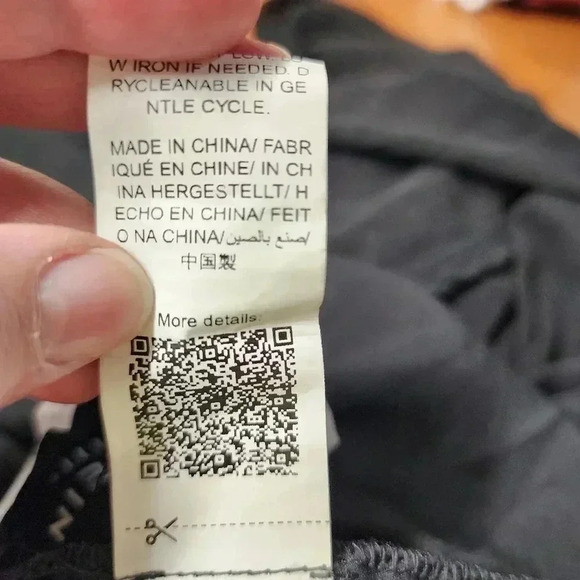 W IRON IF NEEDED. D
RYCLEANABLE IN GE
NTLE CYCLE.
MADE IN CHINA/ FABR
IQUÉ EN CHINE/ IN CH
INA HERGESTELLT/ H
ECHO EN CHINA/ FEIT
O NA CHINA/صنع بالصين/
中国製
More details: